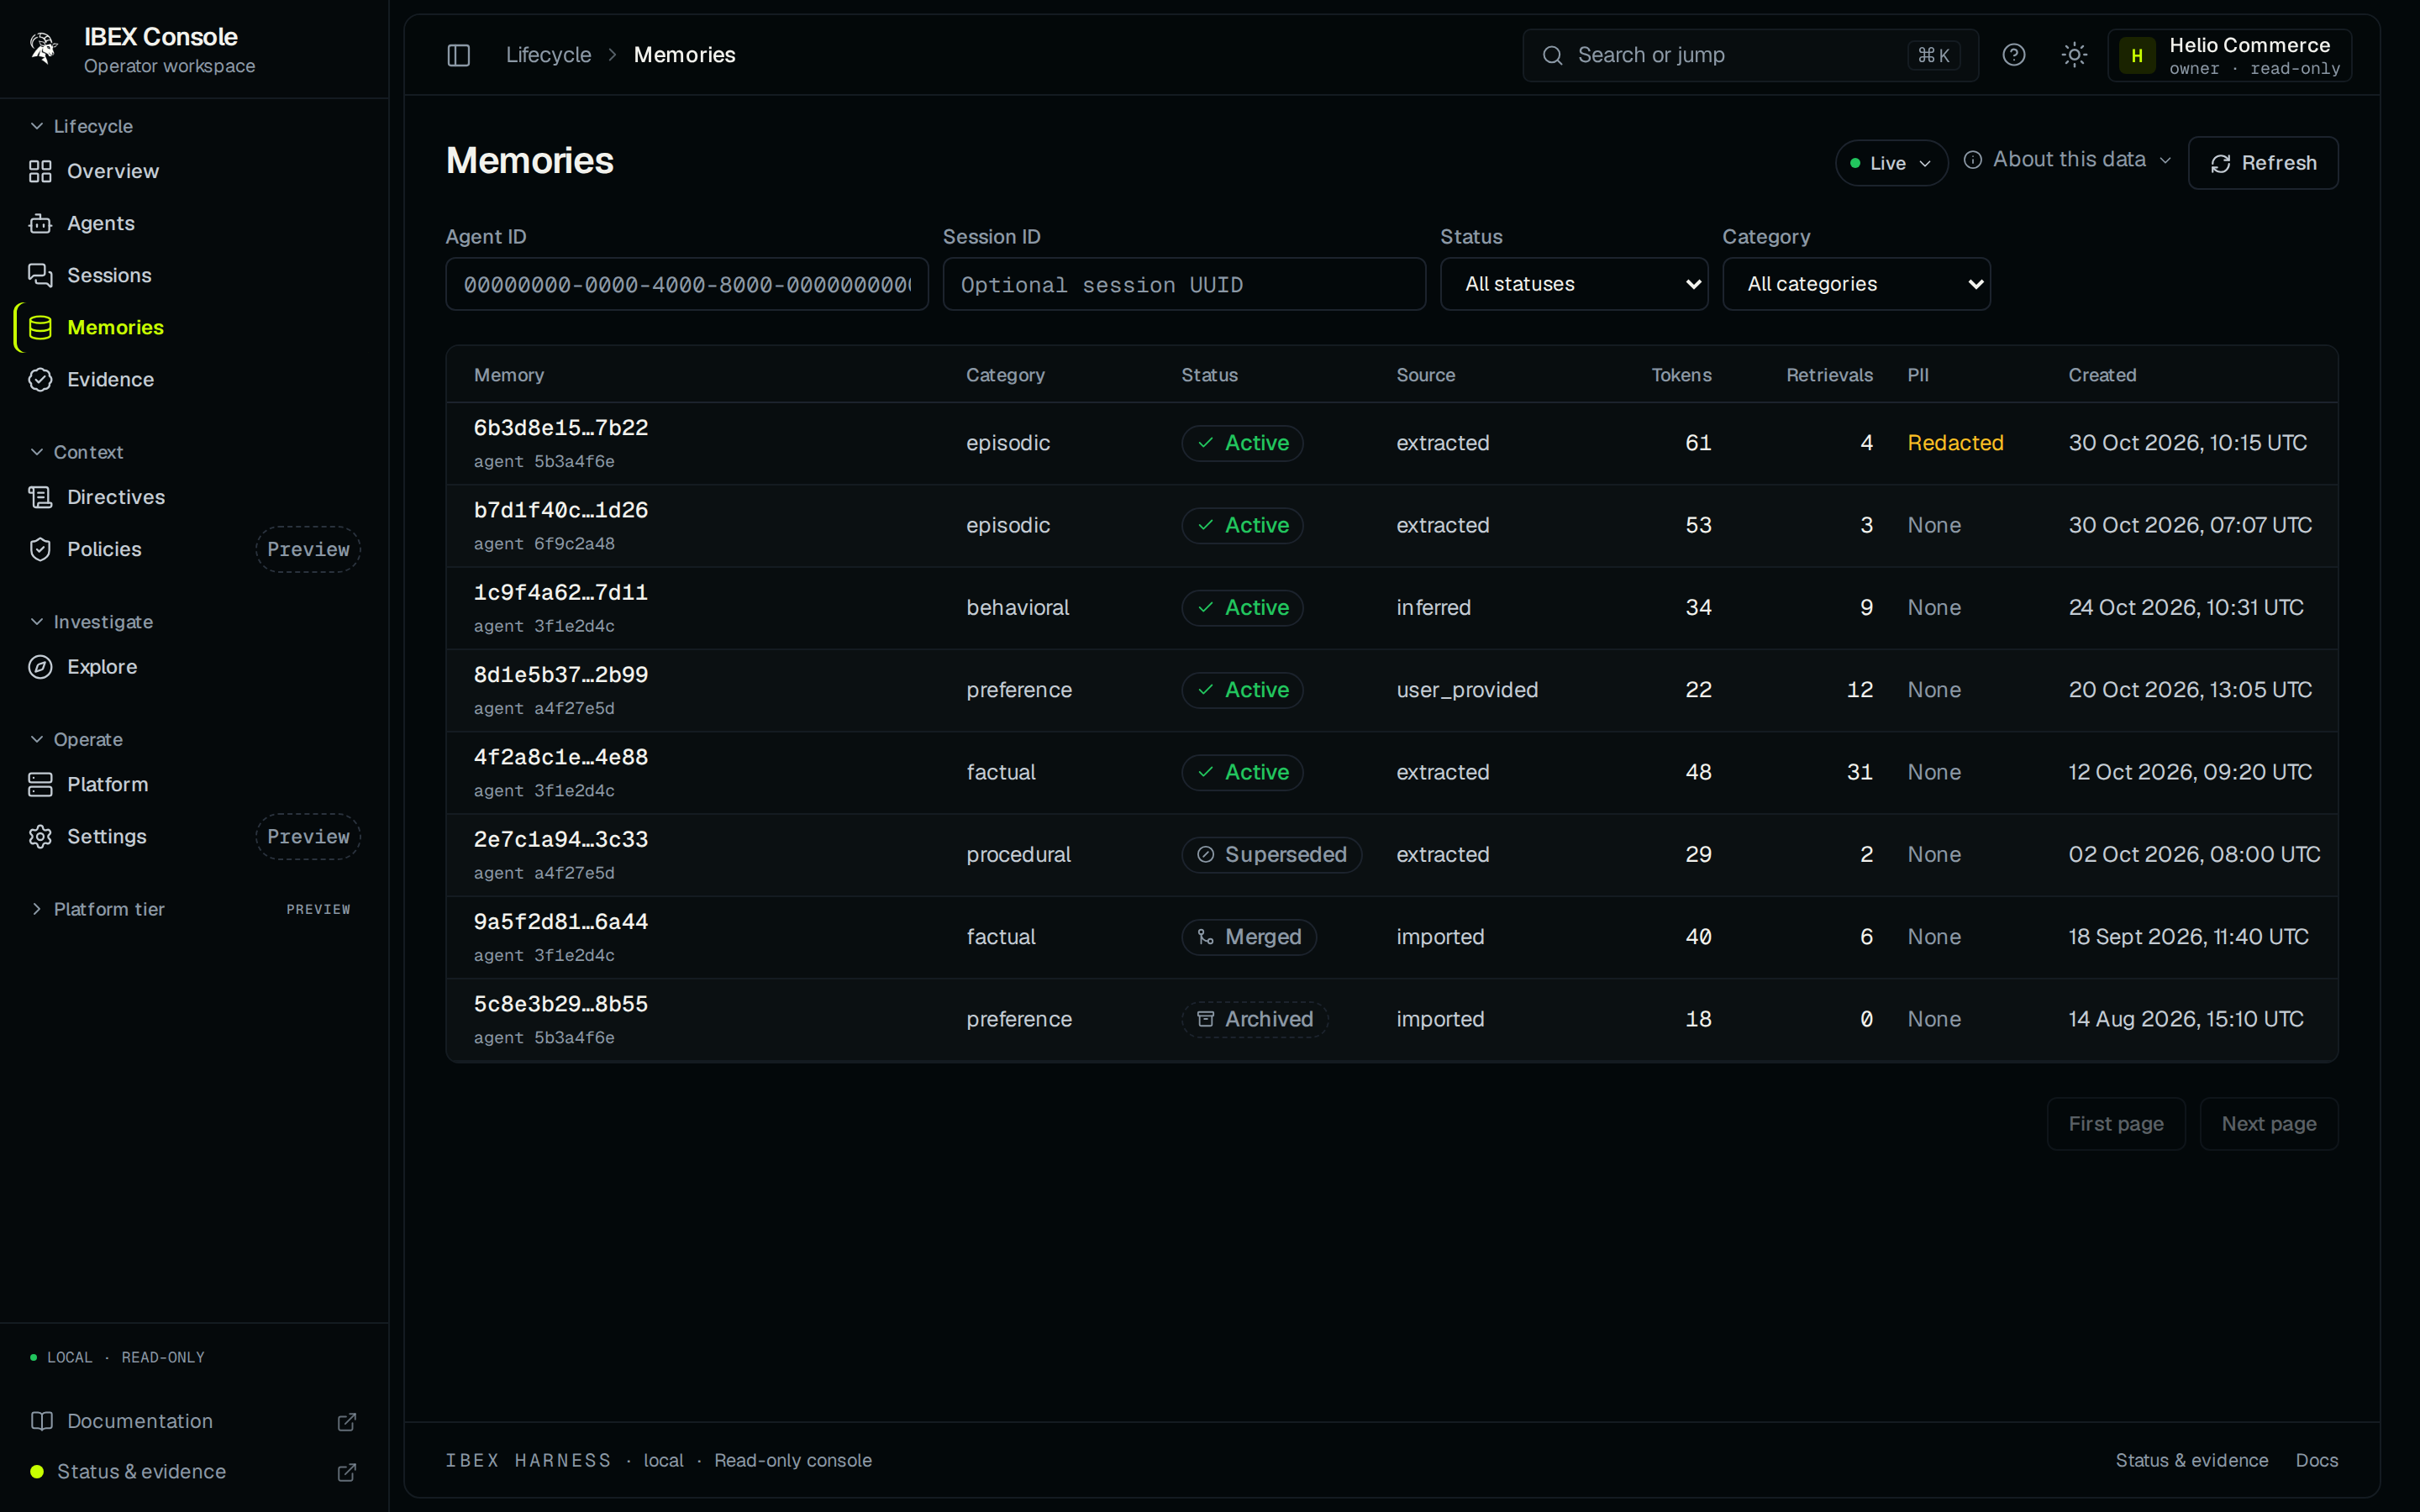 IBEX Console
Operator workspace
Lifecycle
Overview
Agents
Sessions
Memories
Evidence
Context
Directives
Policies Preview
Investigate
Explore
Operate
Platform
Settings Preview
Platform tier PREVIEW
LOCAL · READ-ONLY
Documentation
Status & evidence
Lifecycle > Memories
Search or jump ⌘K
H
Helio Commerce
owner · read-only
Memories
Live
About this data
Refresh
Agent ID Session ID Status Category
00000000-0000-4000-8000-0000000000 Optional session UUID All statuses All categories
Memory Category Status Source Tokens Retrievals PII Created
6b3d8e15…7b22
agent 5b3a4f6e
episodic Active extracted 61 4 Redacted 30 Oct 2026, 10:15 UTC
b7d1f40c…1d26
agent 6f9c2a48
episodic Active extracted 53 3 None 30 Oct 2026, 07:07 UTC
1c9f4a62…7d11
agent 3f1e2d4c
behavioral Active inferred 34 9 None 24 Oct 2026, 10:31 UTC
8d1e5b37…2b99
agent a4f27e5d
preference Active user_provided 22 12 None 20 Oct 2026, 13:05 UTC
4f2a8c1e…4e88
agent 3f1e2d4c
factual Active extracted 48 31 None 12 Oct 2026, 09:20 UTC
2e7c1a94…3c33
agent a4f27e5d
procedural Superseded extracted 29 2 None 02 Oct 2026, 08:00 UTC
9a5f2d81…6a44
agent 3f1e2d4c
factual Merged imported 40 6 None 18 Sept 2026, 11:40 UTC
5c8e3b29…8b55
agent 5b3a4f6e
preference Archived imported 18 0 None 14 Aug 2026, 15:10 UTC
First page Next page
IBEX HARNESS · local · Read-only console
Status & evidence Docs